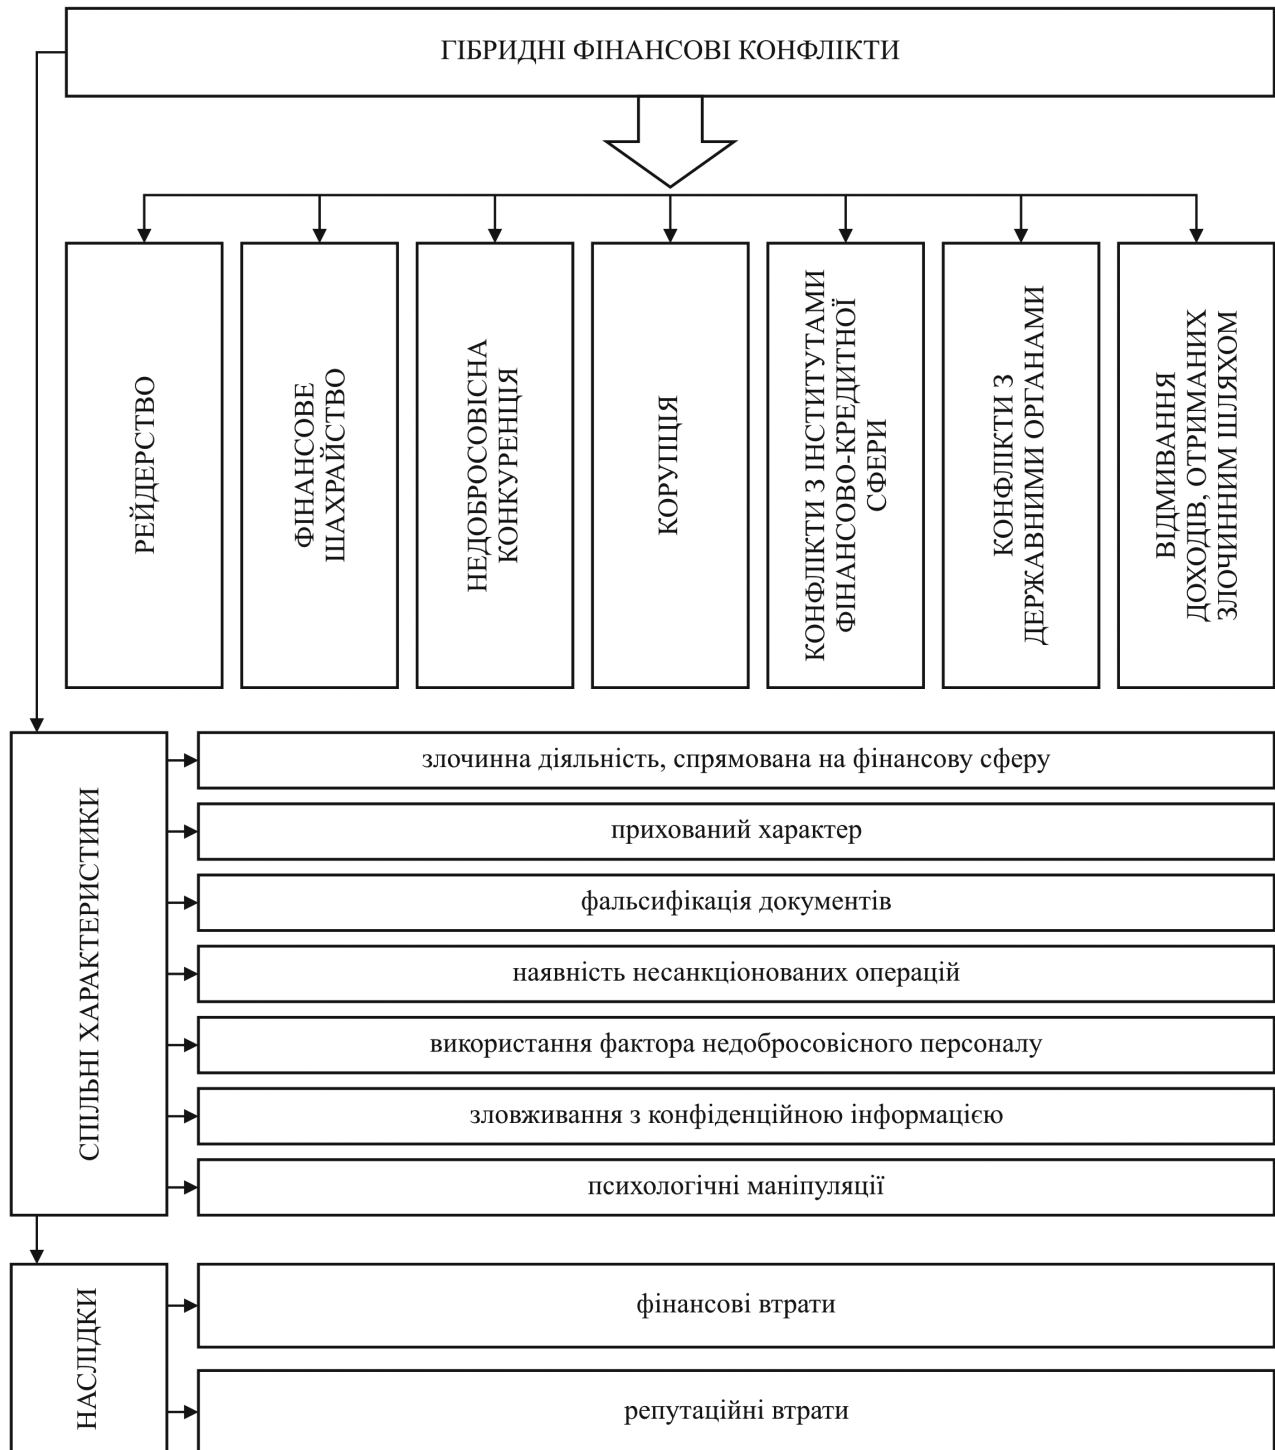 ГІБРИДНІ ФІНАНСОВІ КОНФЛІКТИ
РЕЙДЕРСТВО
ФІНАНСОВЕ
ШАХРАЙСТВО
НЕДОБРОСОВІСНА
КОНКУРЕНЦІЯ
КОРУПЦІЯ
КОНФЛІКТИ З ІНСТИТУТАМИ
ФІНАНСОВО-КРЕДИТНОЇ
СФЕРИ
КОНФЛІКТИ З
ДЕРЖАВНИМИ ОРГАНАМИ
ВІДМИВАННЯ
ДОХОДІВ, ОТРИМАНИХ
ЗЛОЧИННИМ ШЛЯХОМ
СПІЛЬНІ ХАРАКТЕРИСТИКИ
злочинна діяльність, спрямована на фінансову сферу
прихований характер
фальсифікація документів
наявність несанкціонованих операцій
використання фактора недобросовісного персоналу
зловживання з конфіденційною інформацією
психологічні маніпуляції
НАСЛІДКИ
фінансові втрати
репутаційні втрати